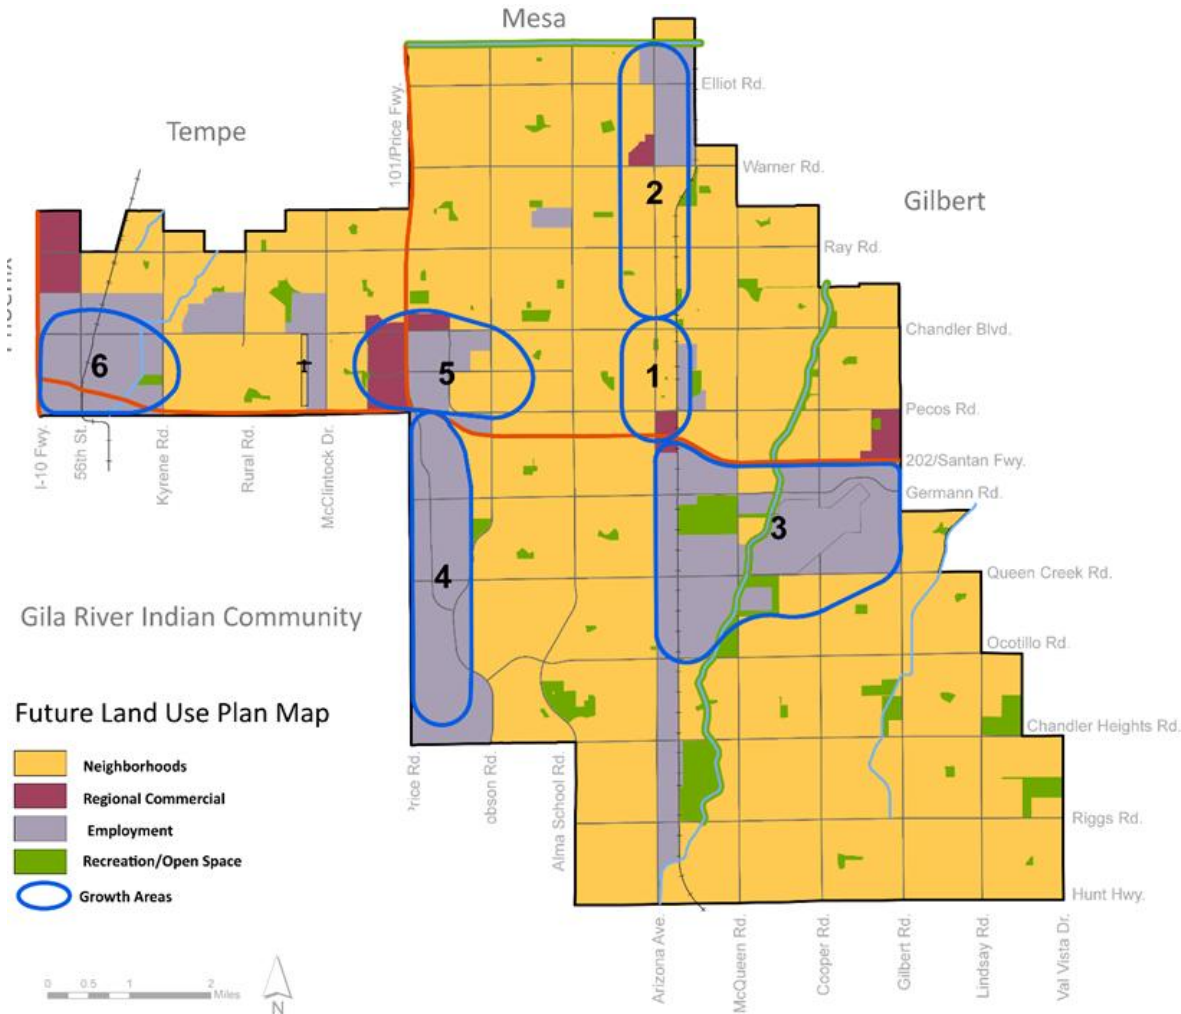 Mesa
Elliot Rd.
101/Price Fwy.
Tempe
Warner Rd.
2
Gilbert
Ray Rd.
Chandler Blvd.
6
5
1
Pecos Rd.
I-10 Fwy.
56th St.
Kyrene Rd.
Rural Rd.
McClintock Dr.
202/Santan Fwy.
Germann Rd.
3
4
Queen Creek Rd.
Gila River Indian Community
Ocotillo Rd.
Future Land Use Plan Map
Chandler Heights Rd.
Neighborhoods
Regional Commercial
Employment
Recreation/Open Space
Growth Areas
rice Rd.
obson Rd.
Alma School Rd.
Riggs Rd.
Hunt Hwy.
Arizona Ave.
McQueen Rd.
Cooper Rd.
Gilbert Rd.
Lindsay Rd.
Val Vista Dr.
0 0.5 1 2
Miles
N